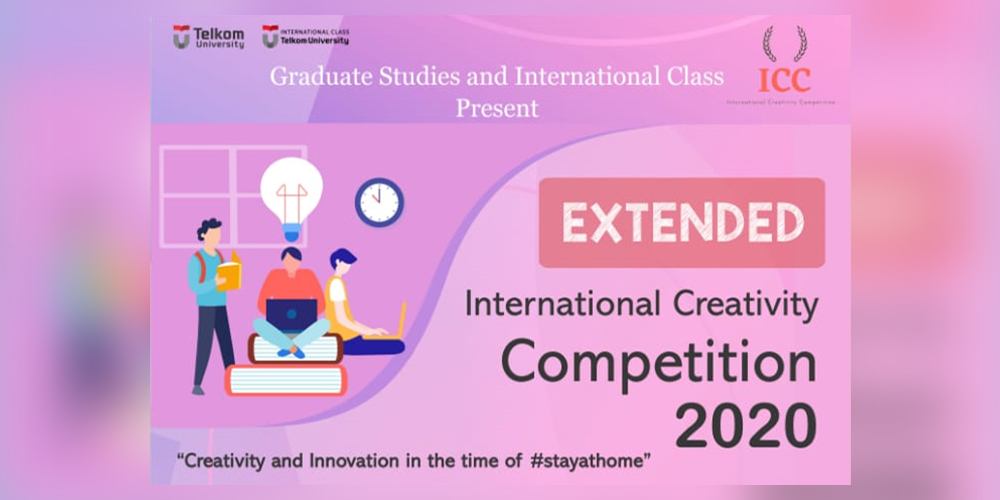 Telkom
University
INTERNATIONAL CLASS
Telkom University
Graduate Studies and International Class
Present
ICC
International Creativity Competition
EXTENDED
International Creativity
Competition
2020
“Creativity and Innovation in the time of #stayathome”